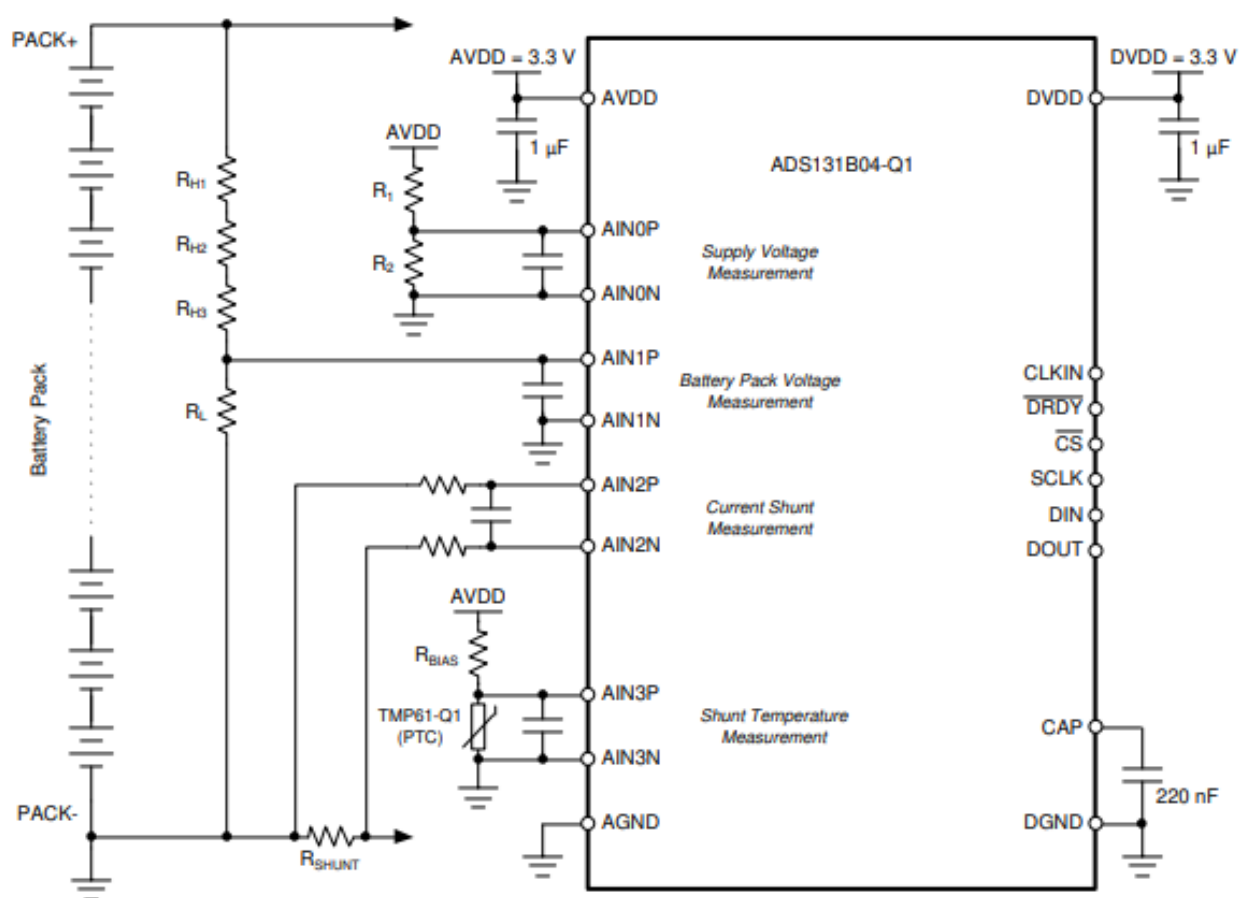 PACK+
AVDD = 3.3 V
DVDD = 3.3 V
AVDD
DVDD
1 µF
1 µF
ADS131B04-Q1
AVDD
R1
R2
RH1
RH2
RH3
RL
AIN0P
Supply Voltage
Measurement
AIN0N
AIN1P
Battery Pack Voltage
Measurement
AIN1N
Battery Pack
AIN2P
Current Shunt
Measurement
AIN2N
CLKIN
DRDY
CS
SCLK
DIN
DOUT
AVDD
RBIAS
TMP61-Q1
(PTC)
AIN3P
Shunt Temperature
Measurement
AIN3N
CAP
220 nF
PACK-
RSHUNT
AGND
DGND